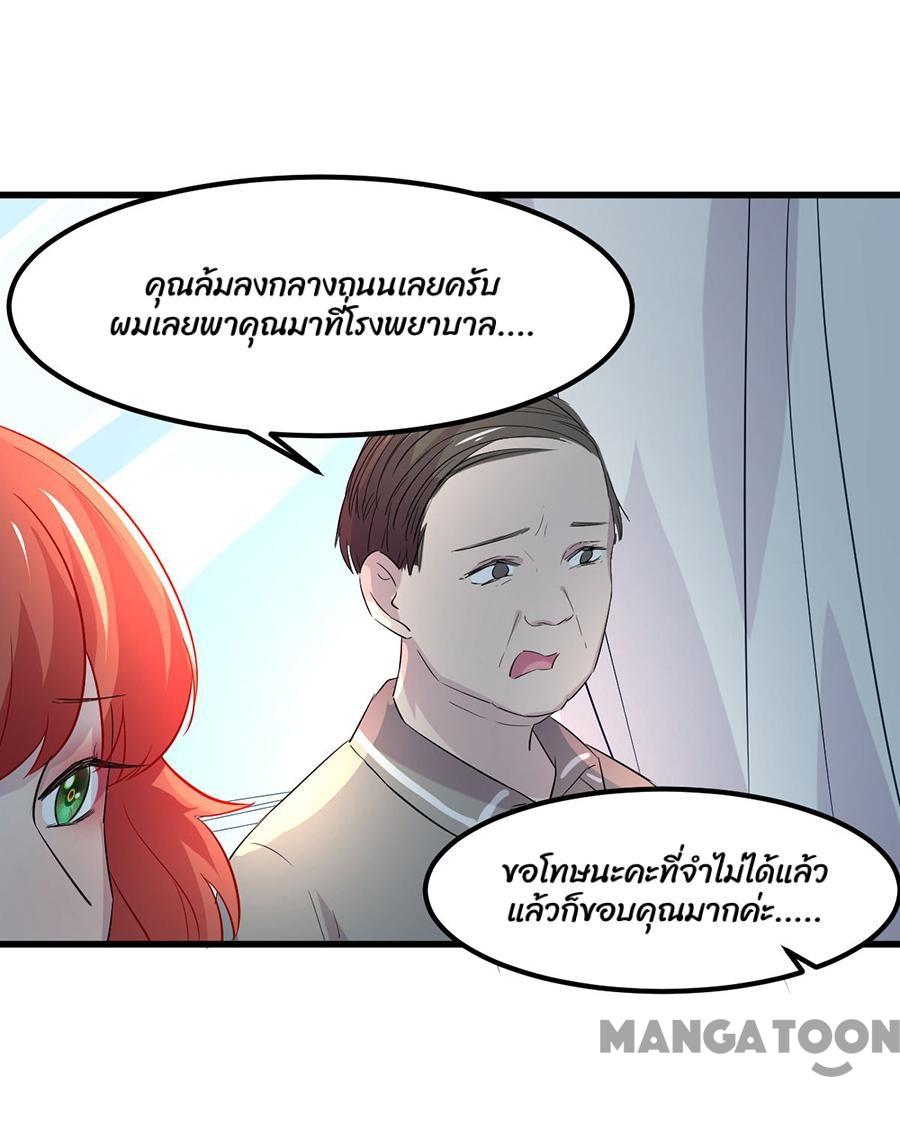 คุณล้มลงกลางถนนเลยครับ
ผมเลยพาคุณมาที่โรงพยาบาล....
ขอโทษนะคะที่จำไม่ได้แล้ว
แล้วก็ขอบคุณมากค่ะ.....
MANGATOON